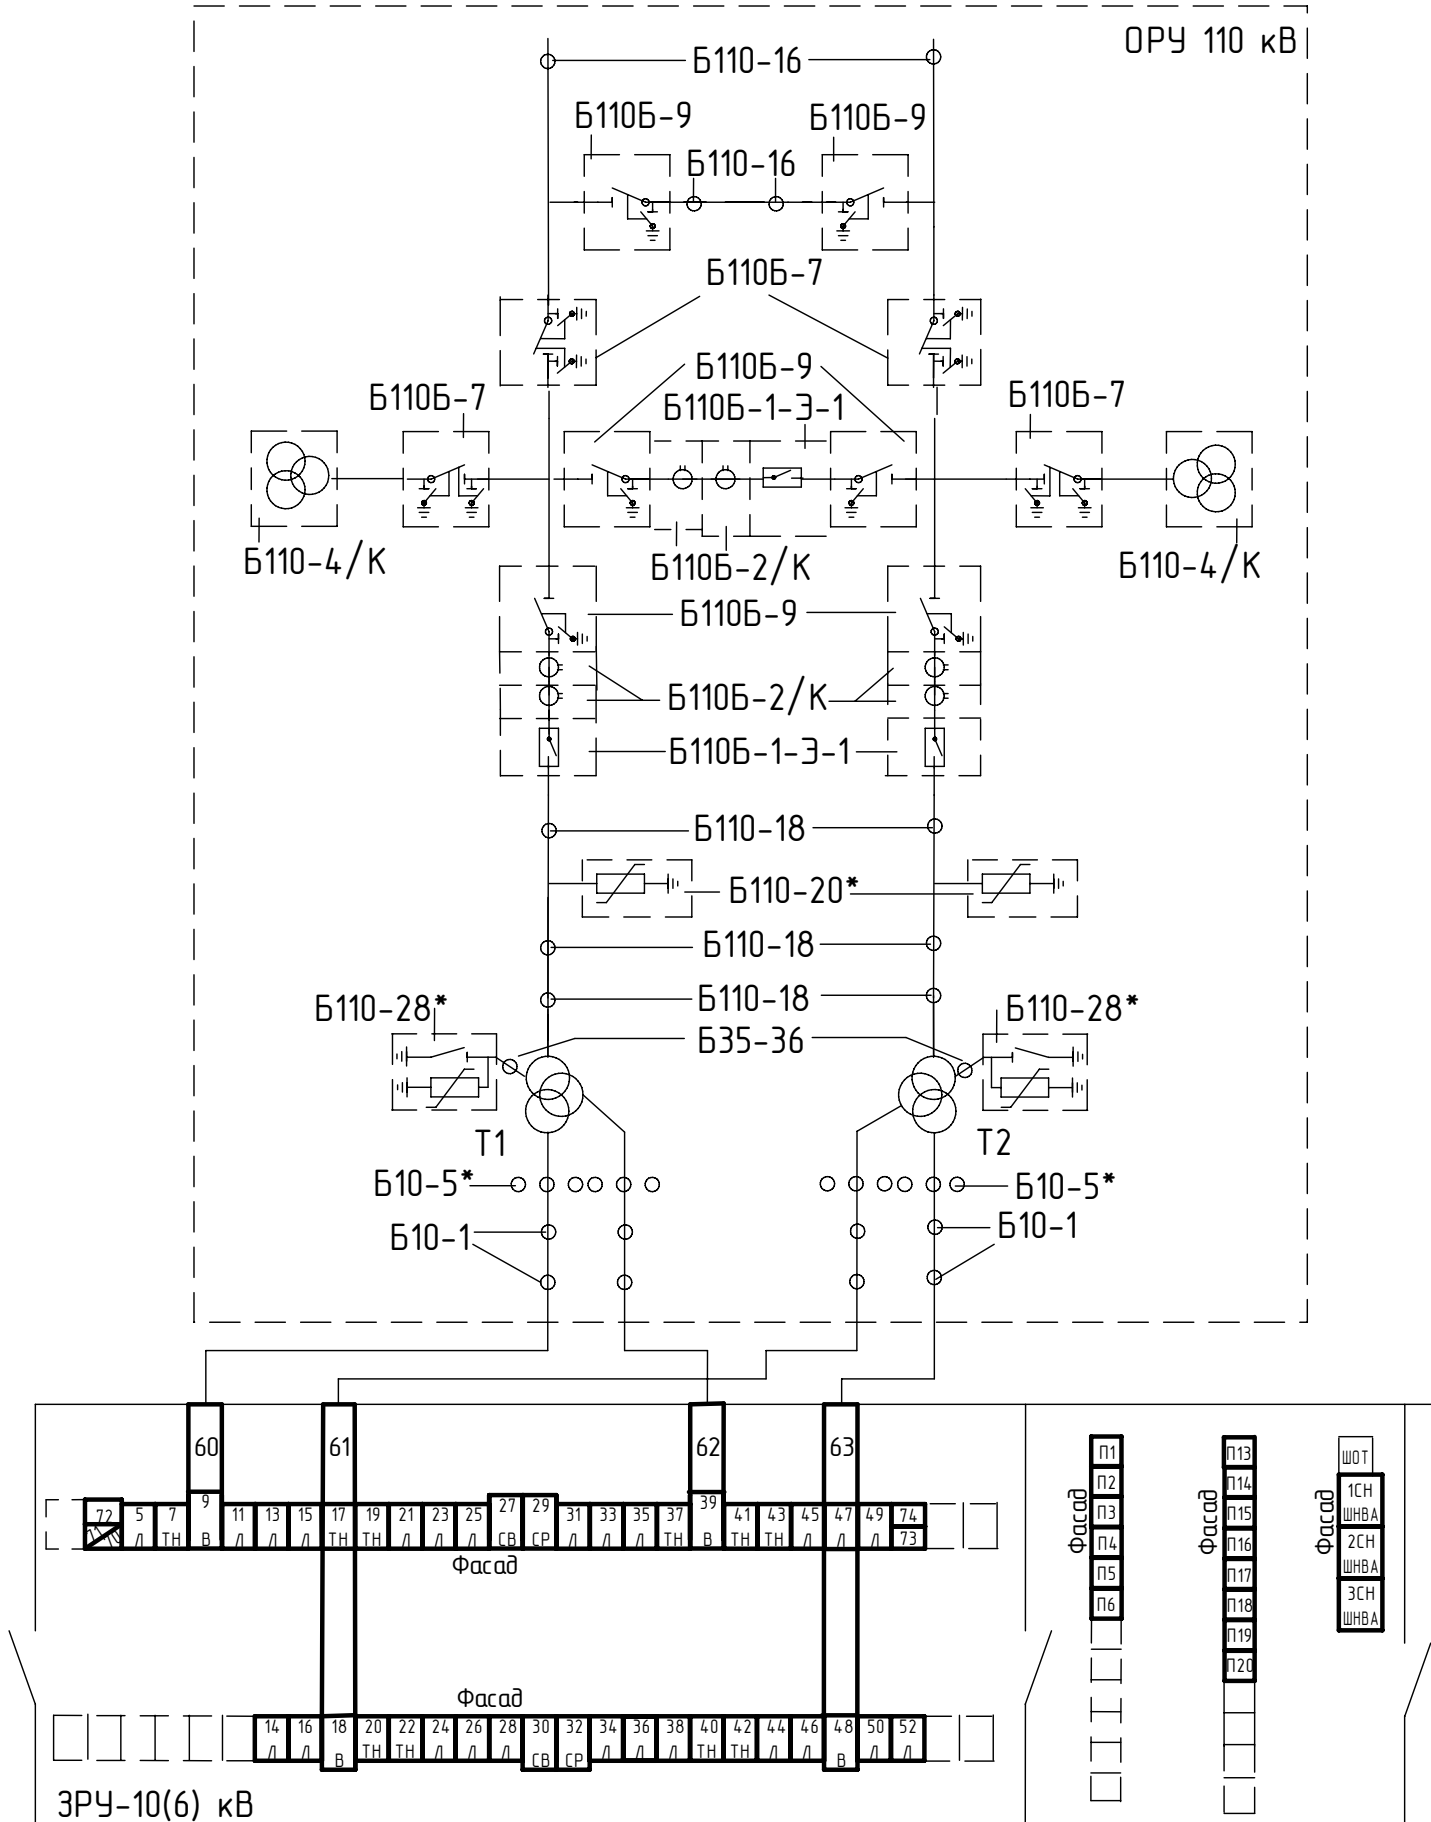 ОРУ 110 кВ
Б110-16
Б110Б-9
Б110Б-9
Б110-16
Б110Б-7
Б110Б-9
Б110Б-7
Б110Б-1-Э-1
Б110Б-7
Б110-4/К
Б110Б-2/К
Б110-4/К
Б110Б-9
Б110Б-2/К
Б110Б-1-Э-1
Б110-18
Б110-20*
Б110-18
Б110-28*
Б110-18
Б110-28*
Б35-36
Т1
Т2
Б10-5*
Б10-5*
Б10-1
Б10-1
60
61
62
63
72 5 7 9 11 13 15 17 19 21 23 25 27 29 31 33 35 37 39 41 43 45 47 49 74
71 Л ТН В Л Л Л ТН ТН Л Л Л СВ СР Л Л Л ТН В ТН ТН Л Л Л 73
Фасад
Фасад
14 16 18 20 22 24 26 28 30 32 34 36 38 40 42 44 46 48 50 52
Л Л В ТН ТН Л Л Л СВ СР Л Л Л ТН ТН Л Л В Л Л
ЗРУ-10(6) кВ
Фасад
П1
П2
П3
П4
П5
П6
Фасад
П13
П14
П15
П16
П17
П18
П19
П20
Фасад
ШОТ
1СН
ШНВА
2СН
ШНВА
3СН
ШНВА